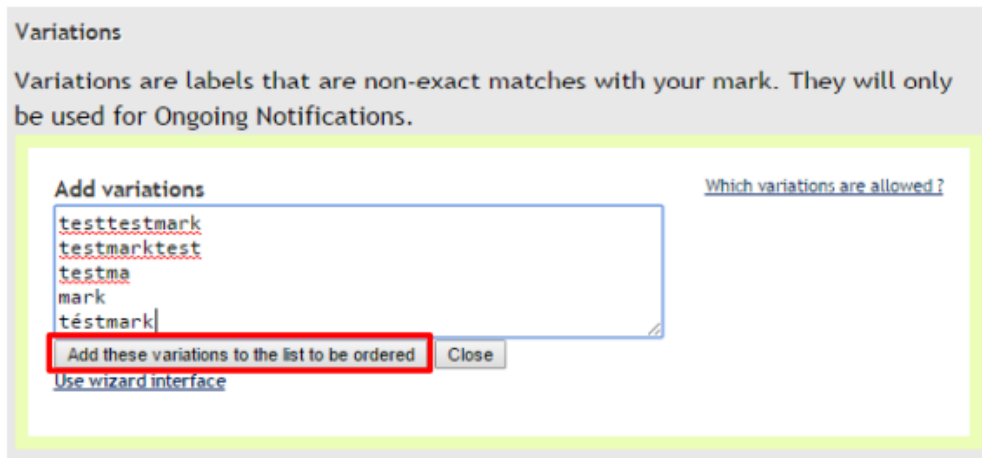 Variations
Variations are labels that are non-exact matches with your mark. They will only
be used for Ongoing Notifications.
Add variations
Which variations are allowed ?
testtestmark
testmarktest
testma
mark
téstmark
Add these variations to the list to be ordered
Close
Use wizard interface